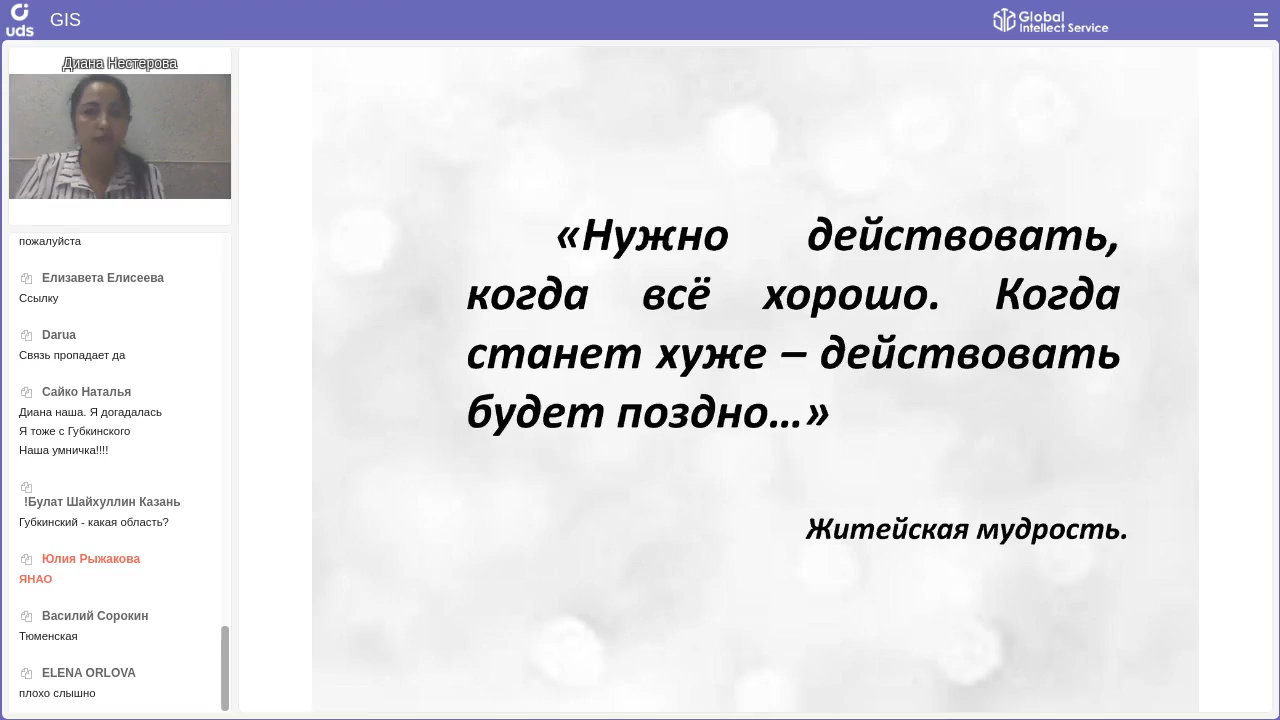 uds
GIS
Global
Intellect Service
Диана Нестерова
пожалуйста
Елизавета Елисеева
Ссылку
Darua
Связь пропадает да
Сайко Наталья
Диана наша. Я догадалась
Я тоже с Губкинского
Наша умничка!!!!
!Булат Шайхуллин Казань
Губкинский - какая область?
Юлия Рыжакова
ЯНАО
Василий Сорокин
Тюменская
ELENA ORLOVA
плохо слышно
«Нужно действовать,
когда всё хорошо. Когда
станет хуже – действовать
будет поздно...»
Житейская мудрость.